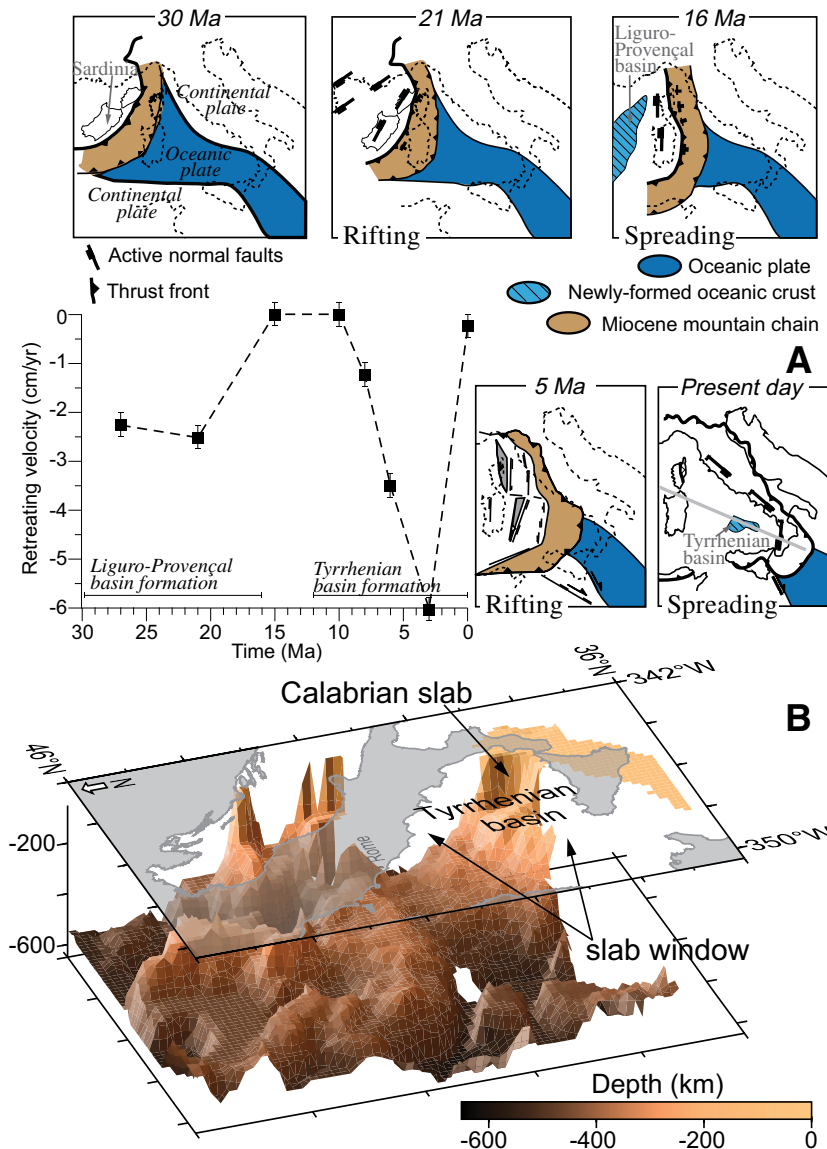 30 Ma
Sardinia
Continental
plate
Oceanic
plate
Continental
plate
21 Ma
Rifting
16 Ma
Liguro-
Provençal
basin
Spreading
Active normal faults
Thrust front
Oceanic plate
Newly-formed oceanic crust
Miocene mountain chain
A
Retreating velocity (cm/yr)
0
-1
-2
-3
-4
-5
-6
Liguro-Provençal
basin formation
Tyrrhenian
basin formation
30
25
20
15
10
5
0
Time (Ma)
5 Ma
Rifting
Present day
Tyrrhenian
basin
Spreading
B
Calabrian slab
36°N
342°W
46°N
N
-200
-600
Rome
Tyrrhenian
basin
350°W
slab window
Depth (km)
-600
-400
-200
0